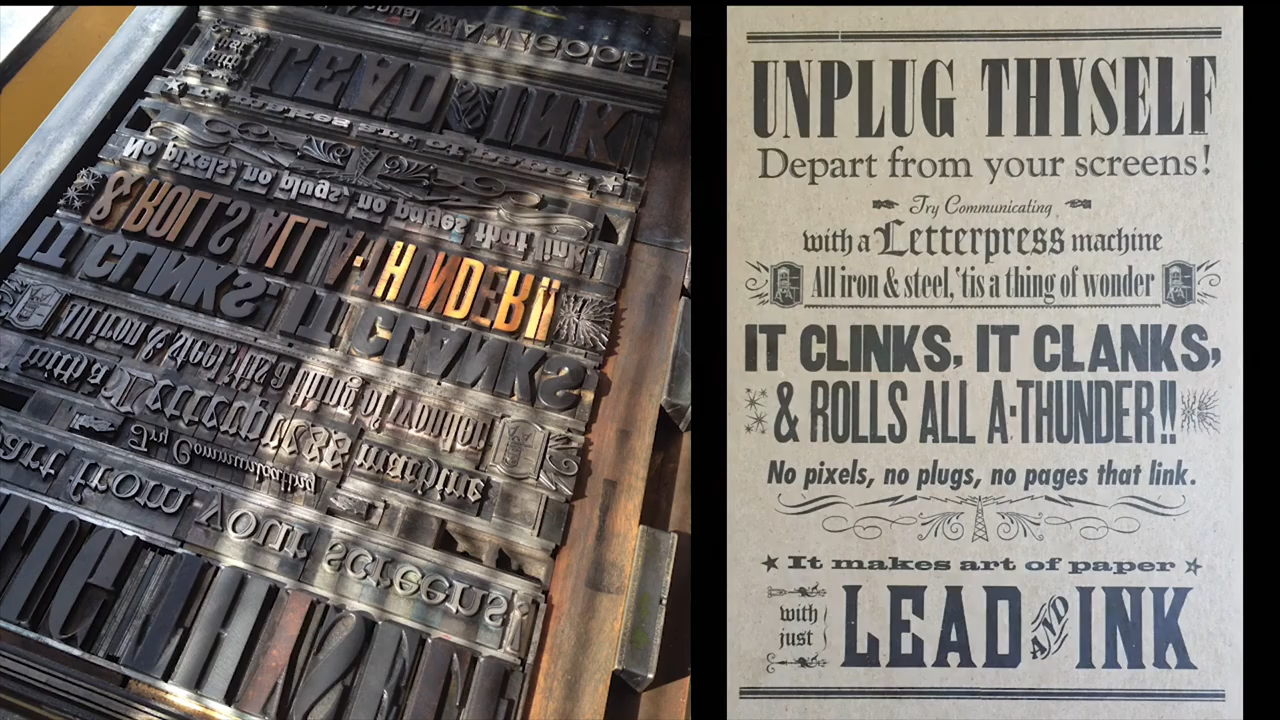 UNPLUG THYSELF
Depart from your screens!
Try Communicating
with a Letterpress machine
All iron & steel, 'tis a thing of wonder
IT CLINKS, IT CLANKS,
& ROLLS ALL A-THUNDER!!
No pixels, no plugs, no pages that link.
It makes art of paper
with just LEAD AND INK